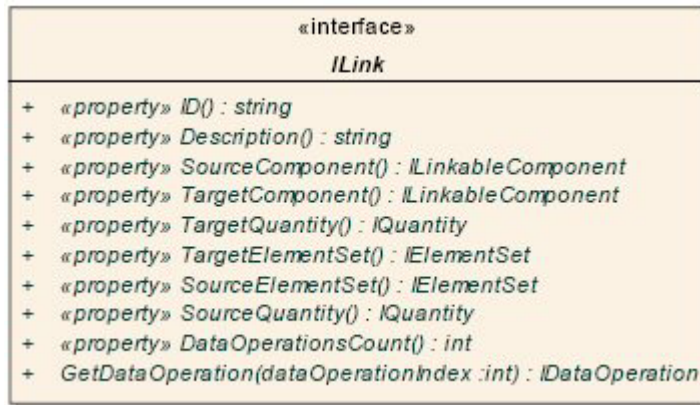 «interface»
ILink
+ «property» ID() : string
+ «property» Description() : string
+ «property» SourceComponent() : ILinkableComponent
+ «property» TargetComponent() : ILinkableComponent
+ «property» TargetQuantity() : IQuantity
+ «property» TargetElementSet() : IElementSet
+ «property» SourceElementSet() : IElementSet
+ «property» SourceQuantity() : IQuantity
+ «property» DataOperationsCount() : int
+ GetDataOperation(dataOperationIndex :int) : IDataOperation